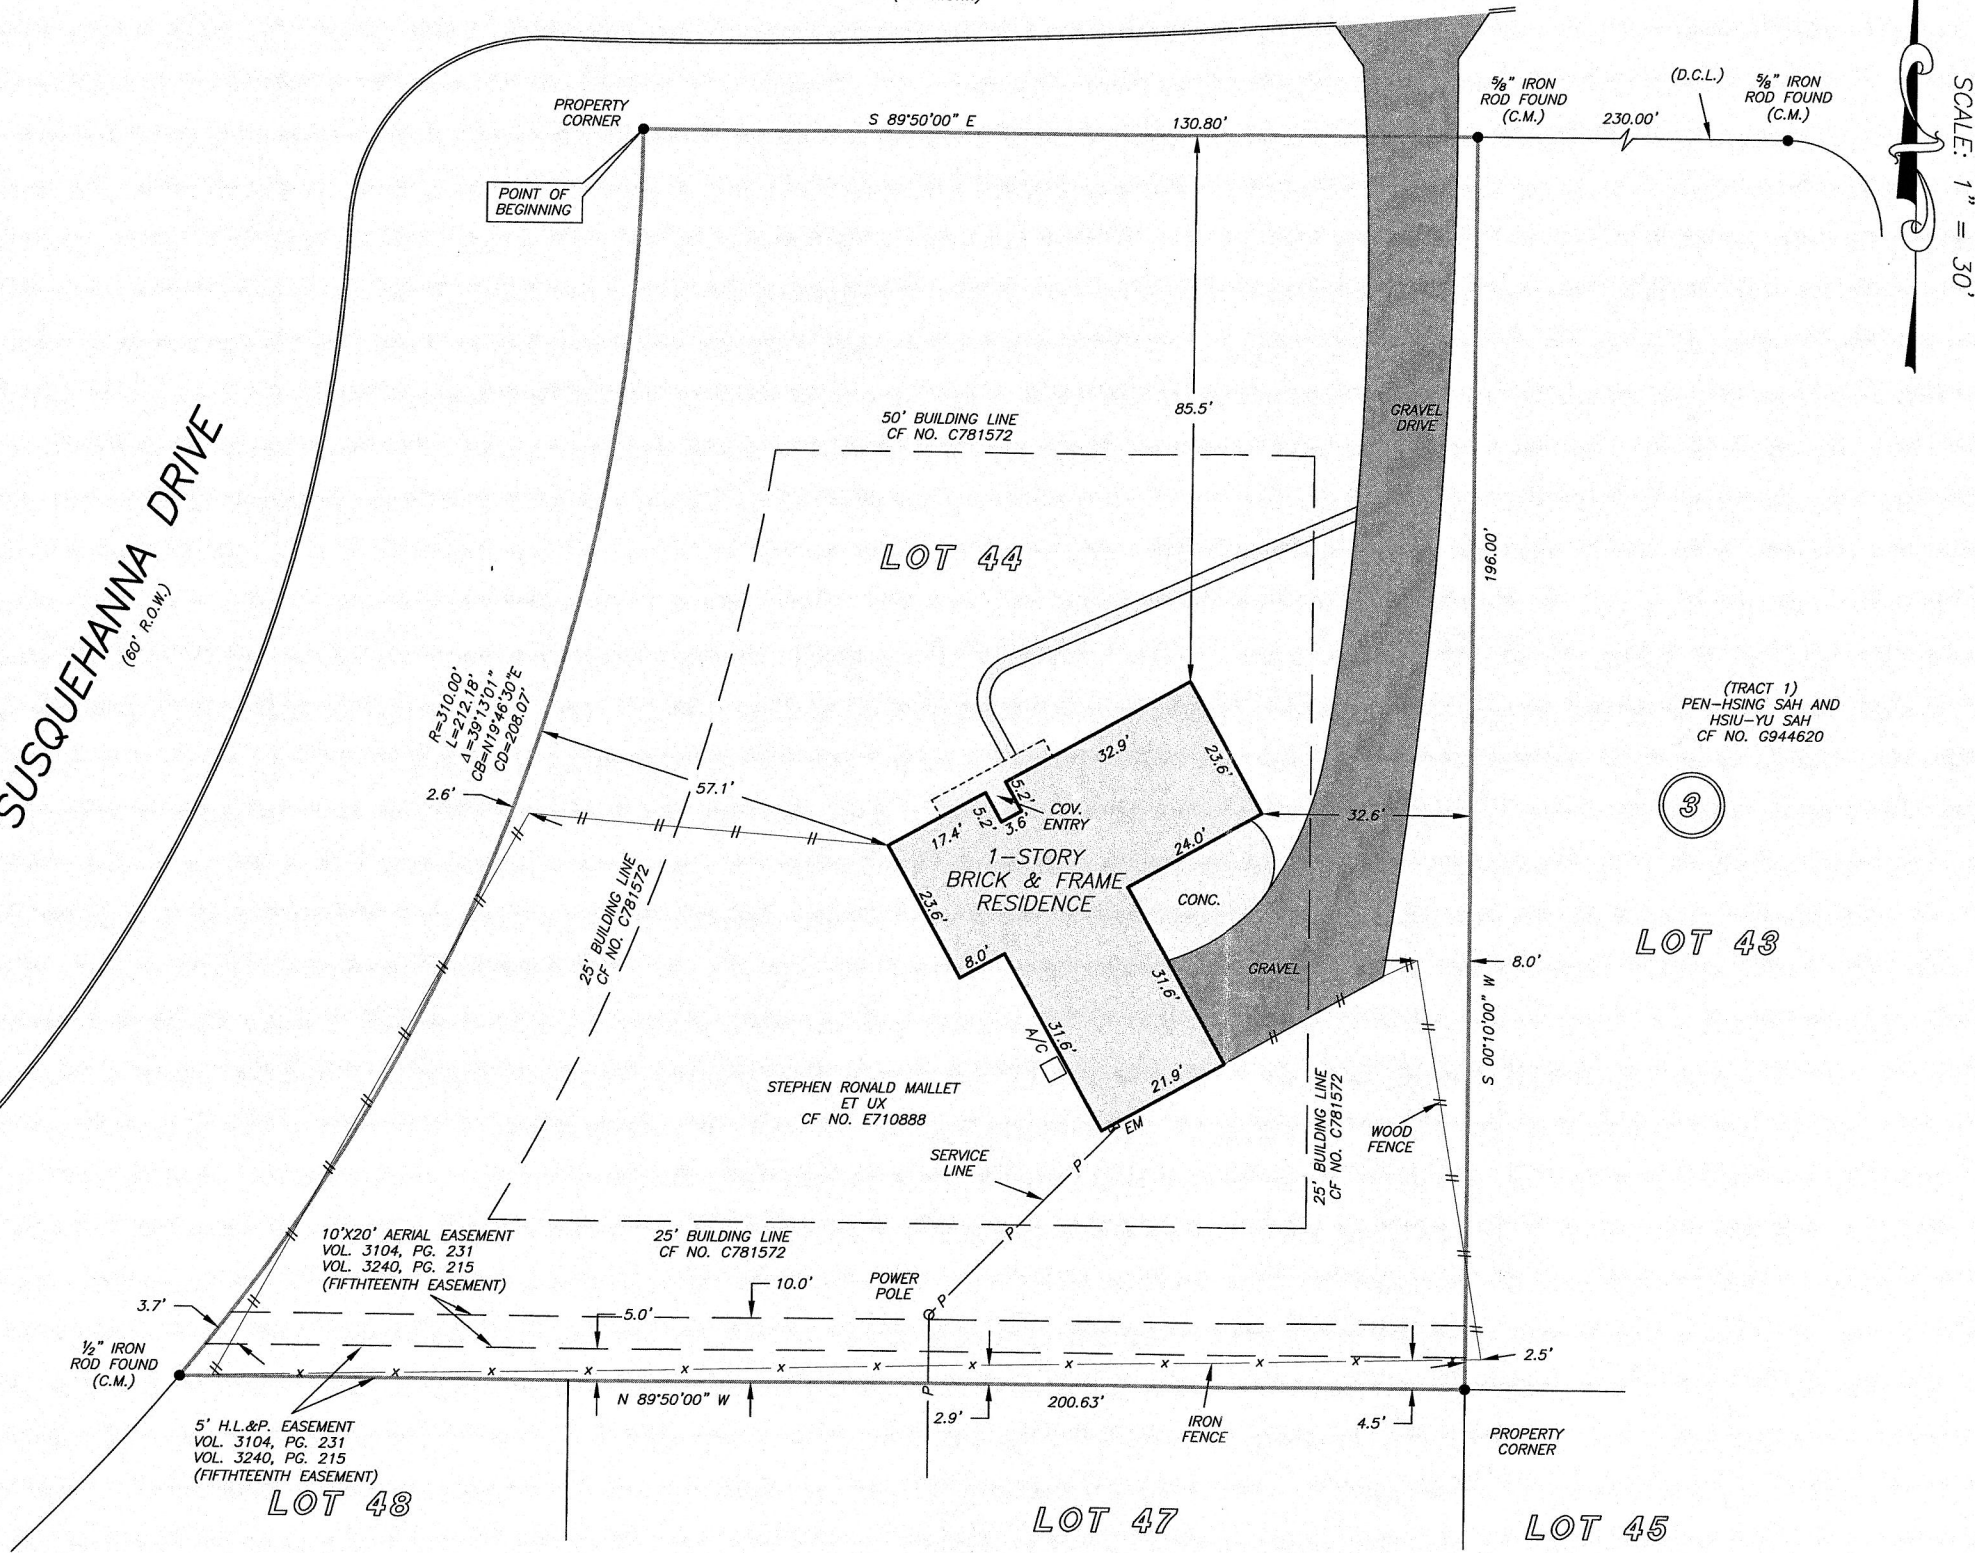 SCALE: 1" = 30'
PROPERTY
CORNER
S 89°50'00" E
130.80'
5/8" IRON
ROD FOUND
(C.M.)
230.00'
(D.C.L.)
5/8" IRON
ROD FOUND
(C.M.)
POINT OF
BEGINNING
85.5'
GRAVEL
DRIVE
50' BUILDING LINE
CF NO. C781572
LOT 44
196.00'
SUSQUEHANNA DRIVE
(60' R.O.W.)
R=310.00'
L=212.18'
Δ=39°13'01"
CB=N19°46'30"E
CD=208.07'
2.6'
57.1'
(TRACT 1)
PEN-HSING SAH AND
HSIU-YU SAH
CF NO. G944620
3
32.9'
23.6'
5.2'
5.2'
3.6'
COV.
ENTRY
17.4'
32.6'
24.0'
1-STORY
BRICK & FRAME
RESIDENCE
CONC.
23.6'
8.0'
25' BUILDING LINE
CF NO. C781572
31.6'
GRAVEL
8.0'
LOT 43
S 00°10'00" W
31.6'
A/C
21.9'
EM
STEPHEN RONALD MAILLET
ET UX
CF NO. E710888
25' BUILDING LINE
CF NO. C781572
WOOD
FENCE
SERVICE
LINE
P
P
P
10'X20' AERIAL EASEMENT
VOL. 3104, PG. 231
VOL. 3240, PG. 215
(FIFTHTEENTH EASEMENT)
25' BUILDING LINE
CF NO. C781572
10.0'
POWER
POLE
3.7'
5.0'
1/2" IRON
ROD FOUND
(C.M.)
x x x x x x x x x x x x
2.5'
N 89°50'00" W
P
200.63'
2.9'
IRON
FENCE
4.5'
PROPERTY
CORNER
5' H.L.&P. EASEMENT
VOL. 3104, PG. 231
VOL. 3240, PG. 215
(FIFTHTEENTH EASEMENT)
LOT 48
LOT 47
LOT 45